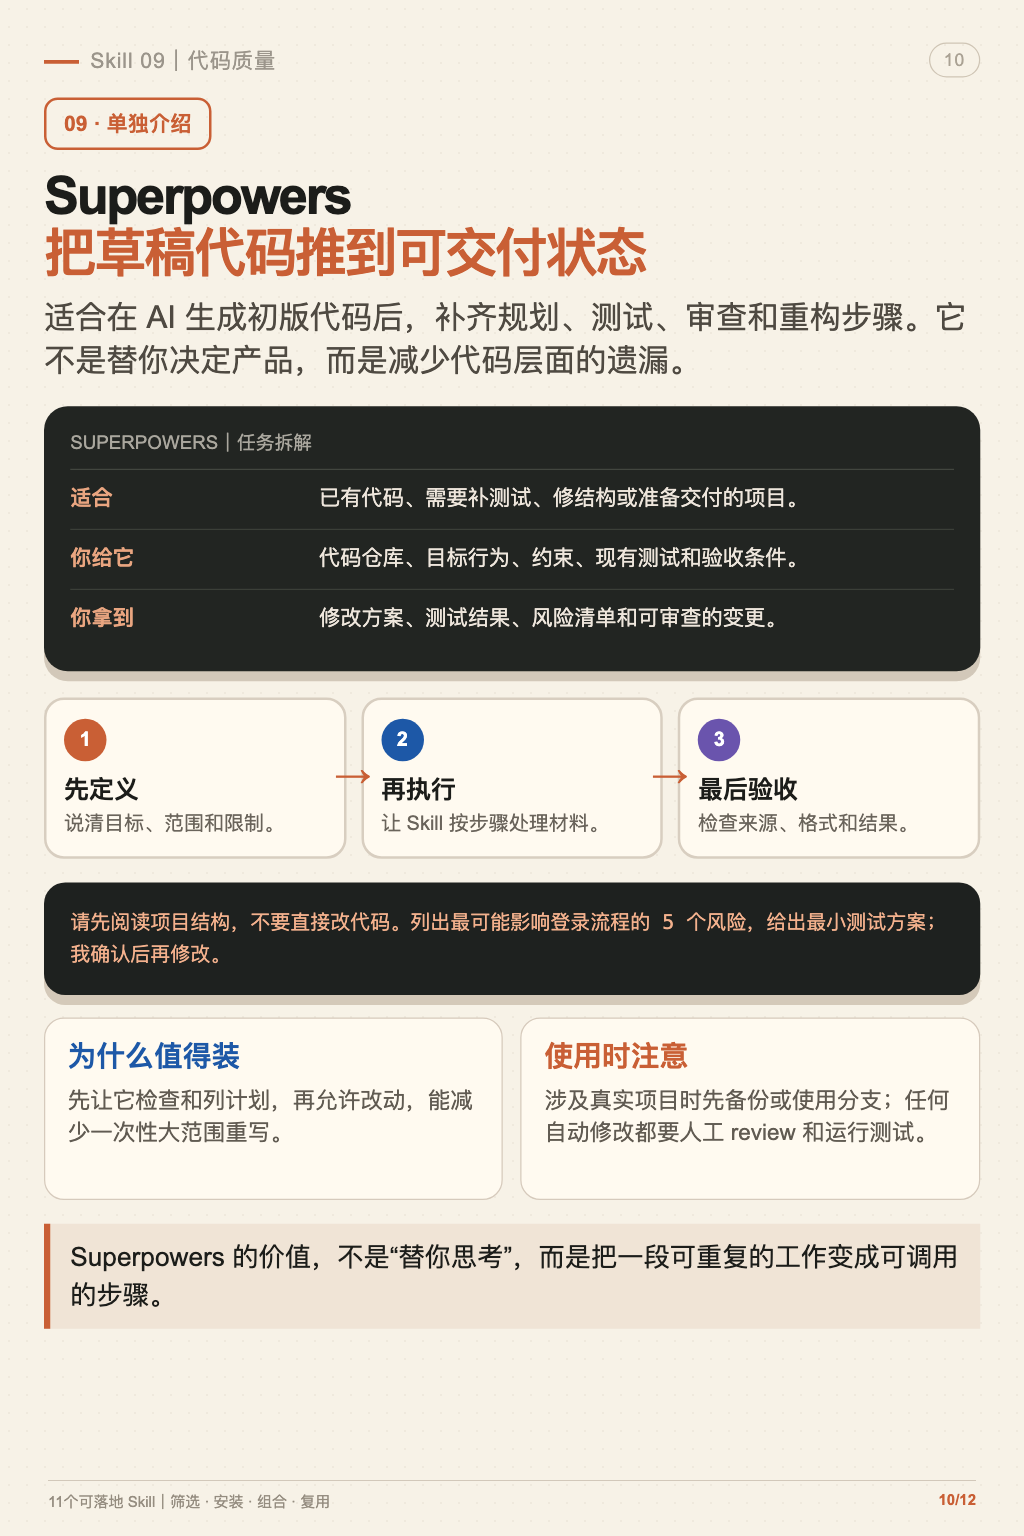 Skill 09｜代码质量
10
09 · 单独介绍
Superpowers
把草稿代码推到可交付状态
适合在 AI 生成初版代码后，补齐规划、测试、审查和重构步骤。它
不是替你决定产品，而是减少代码层面的遗漏。
SUPERPOWERS｜任务拆解
适合
已有代码、需要补测试、修结构或准备交付的项目。
你给它
代码仓库、目标行为、约束、现有测试和验收条件。
你拿到
修改方案、测试结果、风险清单和可审查的变更。
1
先定义
说清目标、范围和限制。
→
2
再执行
让 Skill 按步骤处理材料。
→
3
最后验收
检查来源、格式和结果。
请先阅读项目结构，不要直接改代码。列出最可能影响登录流程的 5 个风险，给出最小测试方案；
我确认后再修改。
为什么值得装
先让它检查和列计划，再允许改动，能减
少一次性大范围重写。
使用时注意
涉及真实项目时先备份或使用分支；任何
自动修改都要人工 review 和运行测试。
Superpowers 的价值，不是“替你思考”，而是把一段可重复的工作变成可调用
的步骤。
11个可落地 Skill｜筛选 · 安装 · 组合 · 复用
10/12